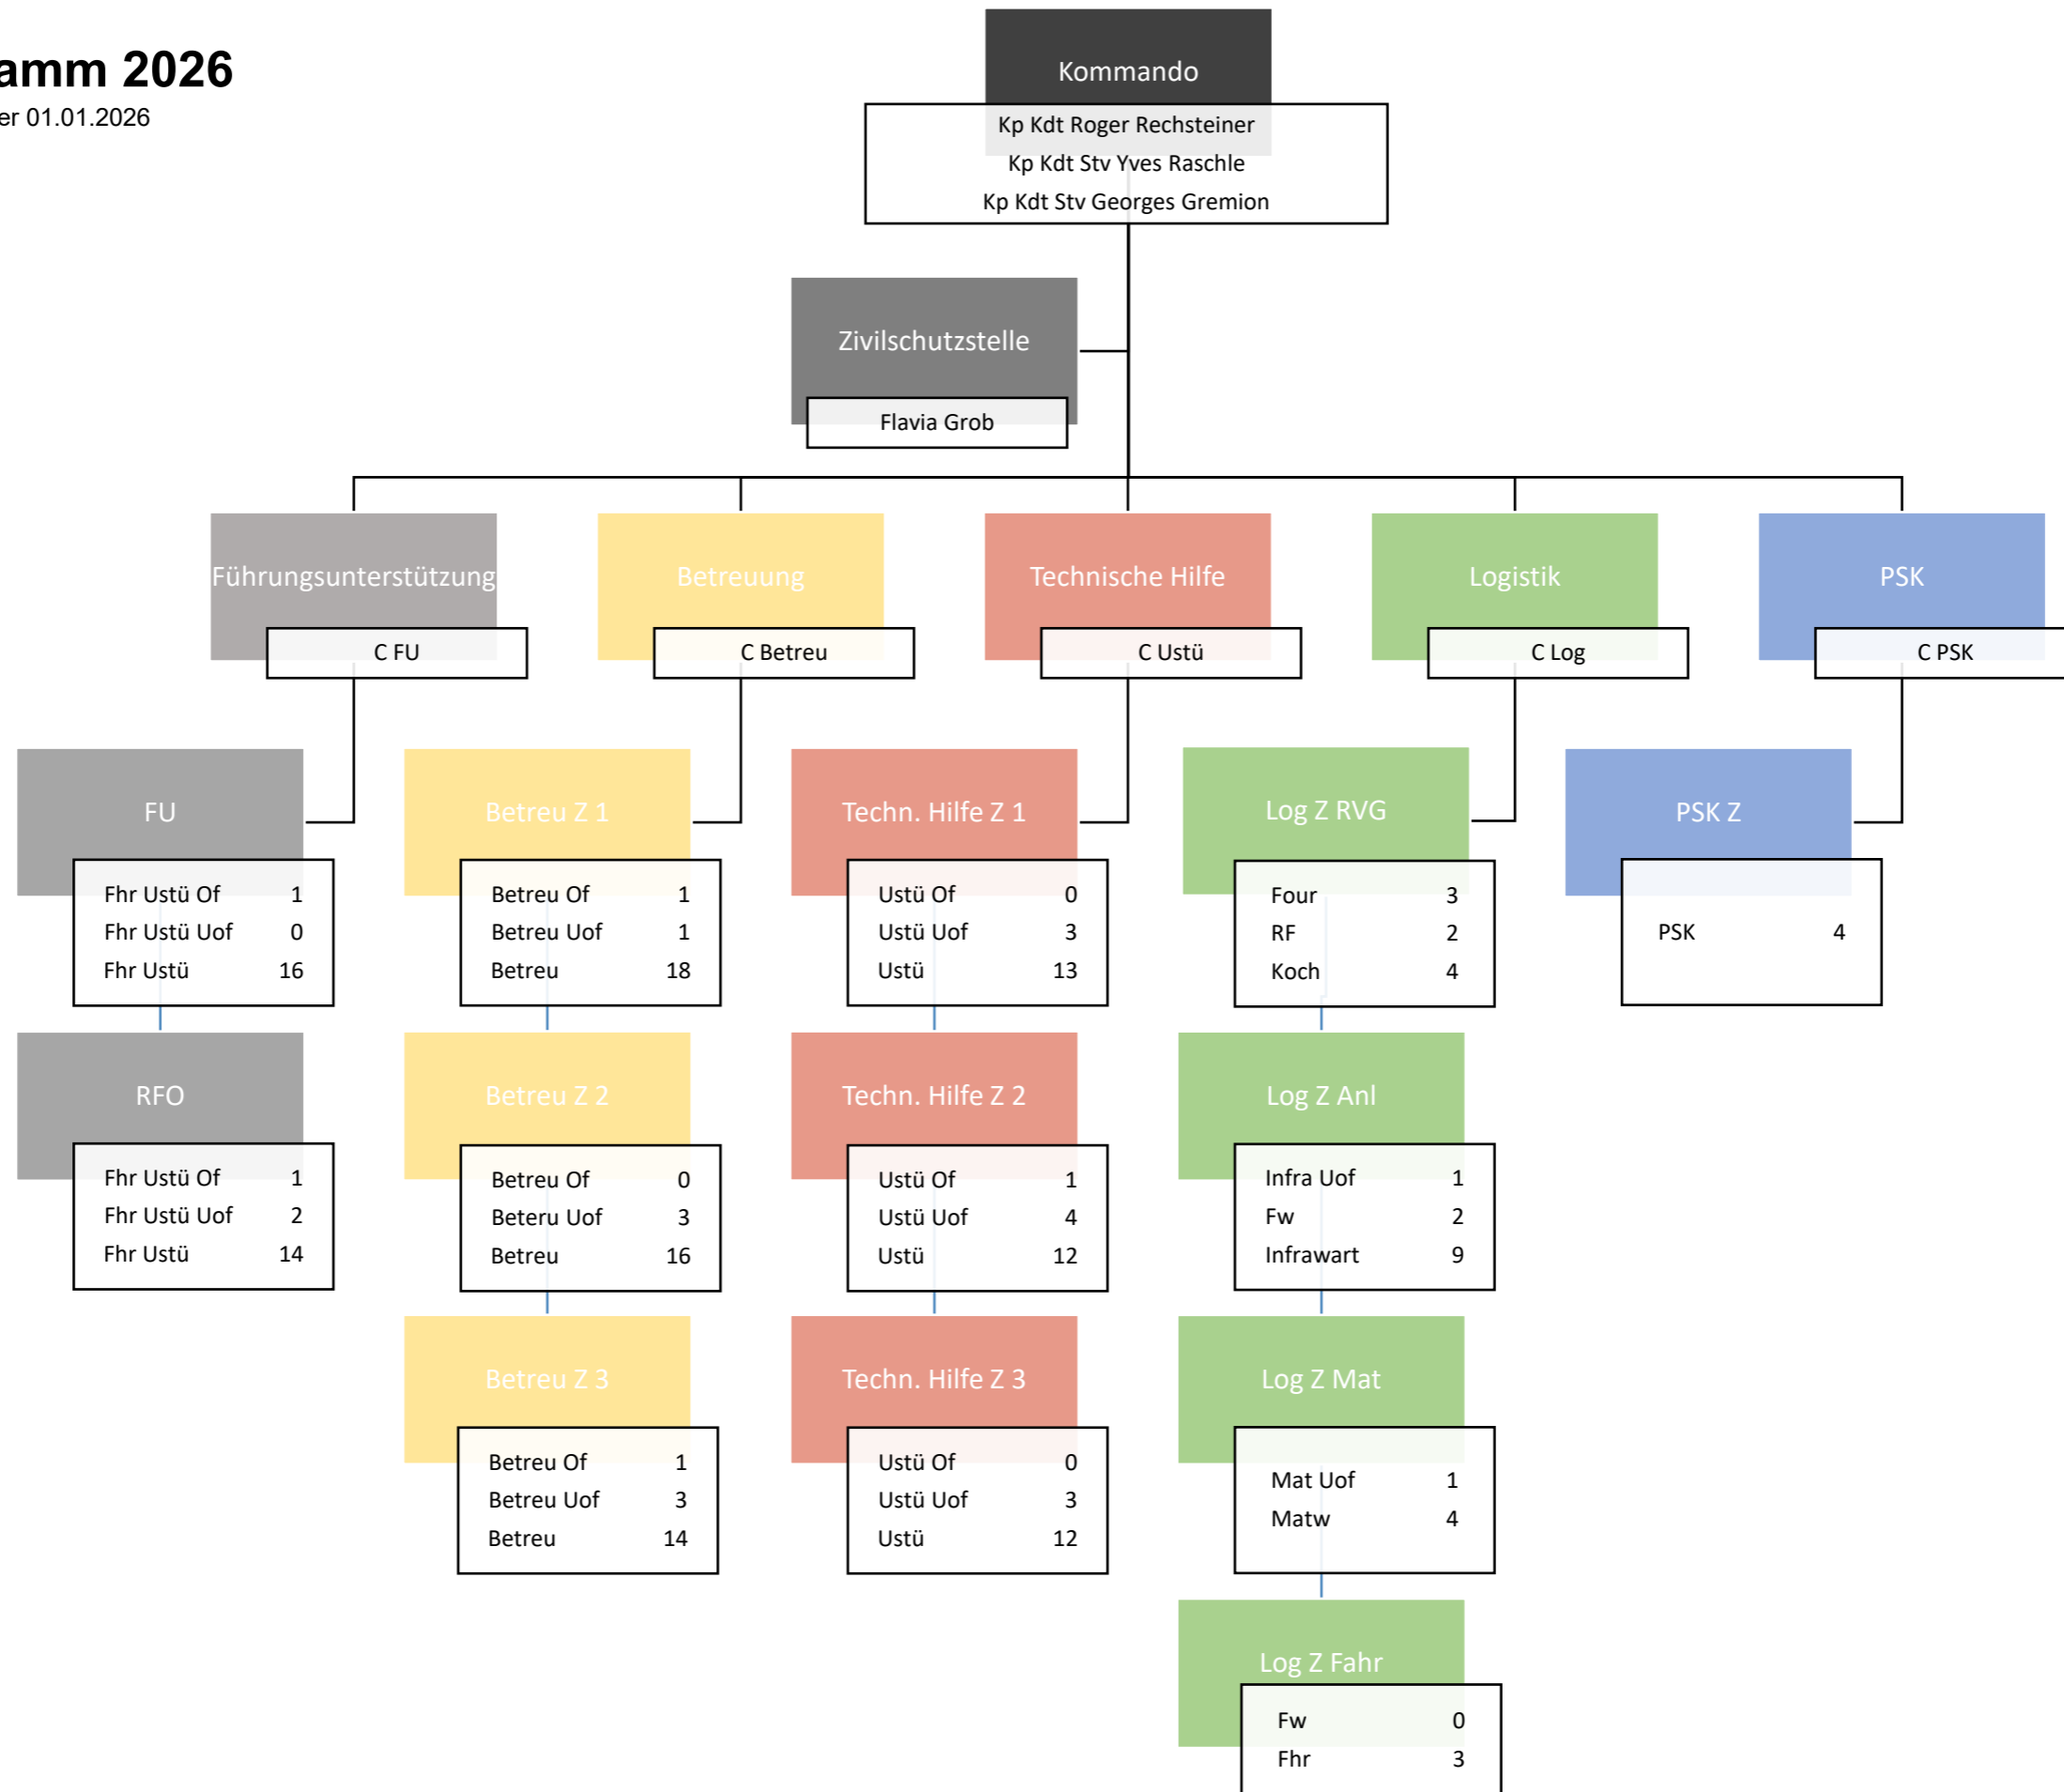 amm 2026
er 01.01.2026
Kommando
Kp Kdt Roger Rechsteiner
Kp Kdt Stv Yves Raschle
Kp Kdt Stv Georges Gremion
Zivilschutzstelle
Flavia Grob
Führungsunterstützung
C FU
Betreuung
C Betreu
Technische Hilfe
C Ustü
Logistik
C Log
PSK
C PSK
FU
Fhr Ustü Of 1
Fhr Ustü Uof 0
Fhr Ustü 16
RFO
Fhr Ustü Of 1
Fhr Ustü Uof 2
Fhr Ustü 14
Betreu Z 1
Betreu Of 1
Betreu Uof 1
Betreu 18
Betreu Z 2
Betreu Of 0
Beteru Uof 3
Betreu 16
Betreu Z 3
Betreu Of 1
Betreu Uof 3
Betreu 14
Techn. Hilfe Z 1
Ustü Of 0
Ustü Uof 3
Ustü 13
Techn. Hilfe Z 2
Ustü Of 1
Ustü Uof 4
Ustü 12
Techn. Hilfe Z 3
Ustü Of 0
Ustü Uof 3
Ustü 12
Log Z RVG
Four 3
RF 2
Koch 4
Log Z Anl
Infra Uof 1
Fw 2
Infrawart 9
Log Z Mat
Mat Uof 1
Matw 4
Log Z Fahr
Fw 0
Fhr 3
PSK Z
PSK 4